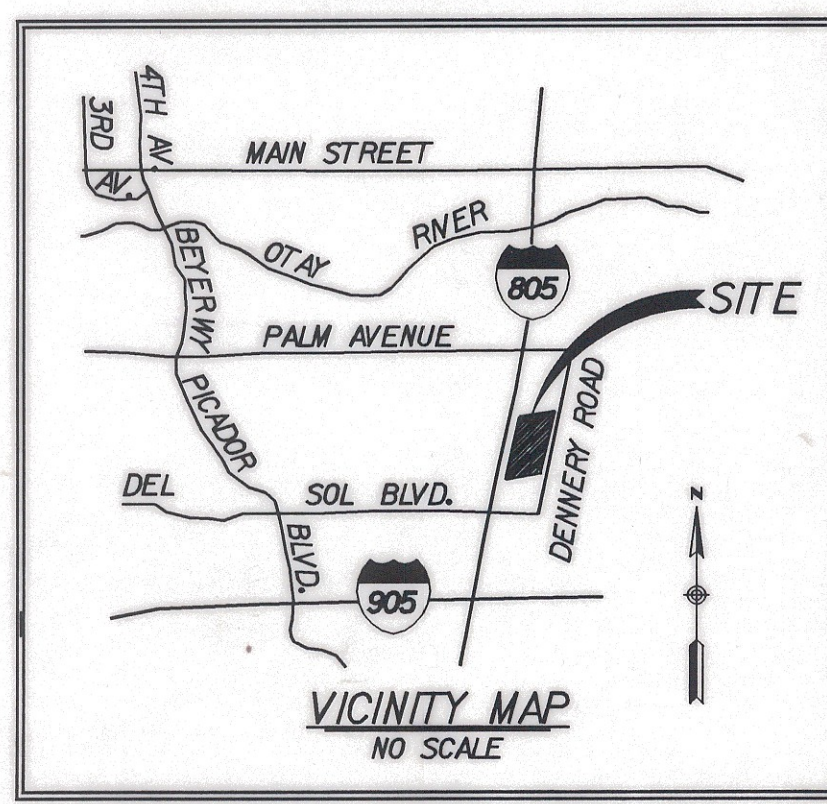 4TH AV.
3RD
AV.
MAIN STREET
OTAY
RIVER
BEYER WY
805
SITE
PALM AVENUE
DENNERY ROAD
PICADOR
BLVD.
DEL
SOL BLVD.
905
N
VICINITY MAP
NO SCALE